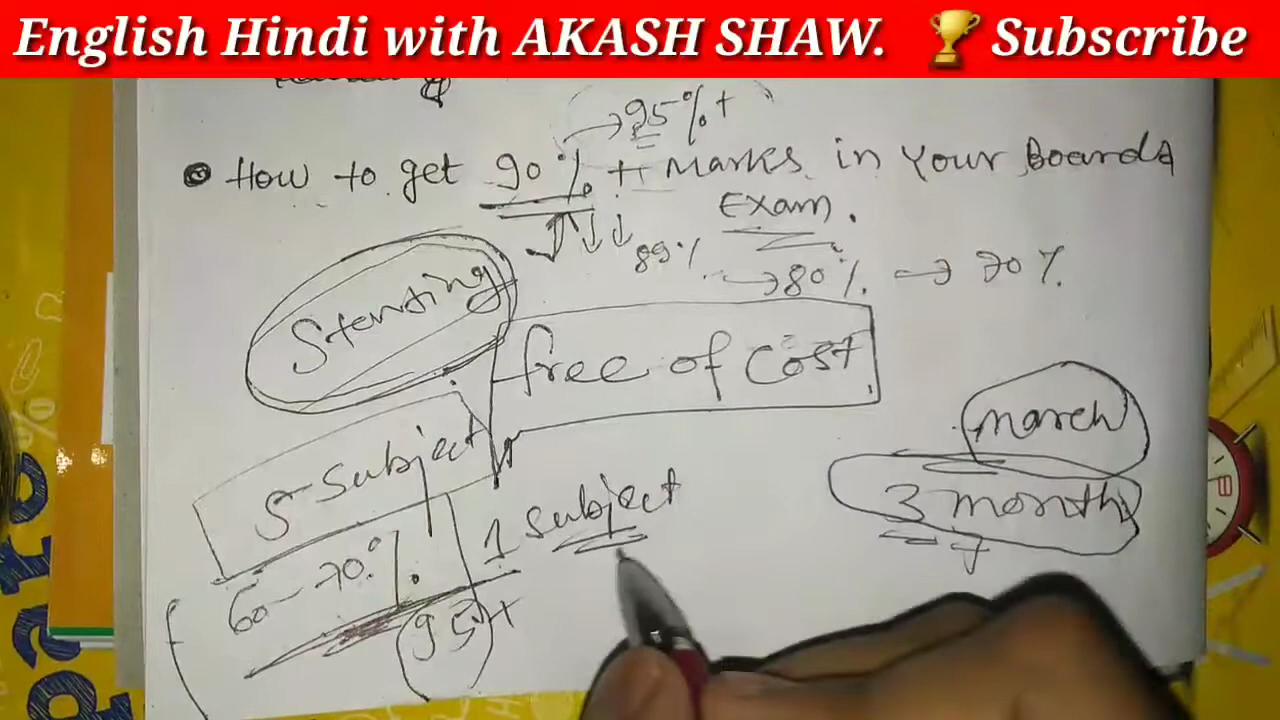 English Hindi with AKASH SHAW. 🏆 Subscribe
→ 95% +
How to get 90% + Marks in Your Boards
Exam.
89% → 80% → 70%
Starting
free of cost
March
5-Subject
3 month
1 Subject
60-70%
95+